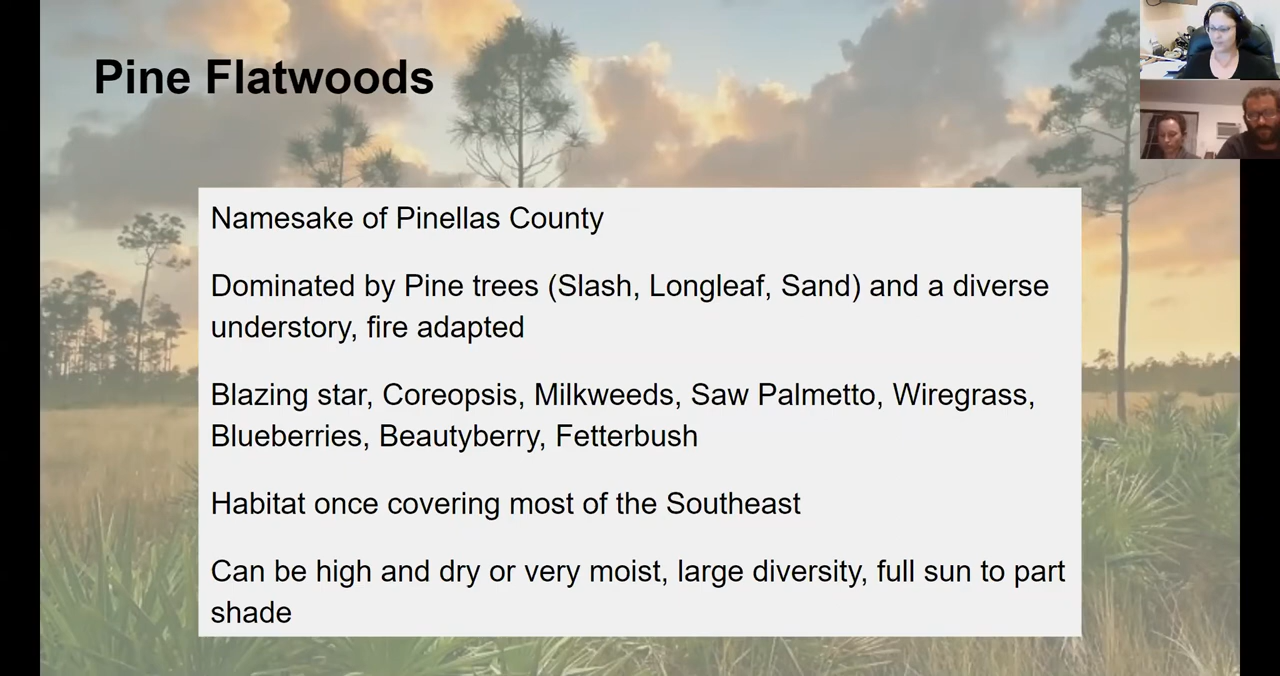 Pine Flatwoods
Namesake of Pinellas County
Dominated by Pine trees (Slash, Longleaf, Sand) and a diverse
understory, fire adapted
Blazing star, Coreopsis, Milkweeds, Saw Palmetto, Wiregrass,
Blueberries, Beautyberry, Fetterbush
Habitat once covering most of the Southeast
Can be high and dry or very moist, large diversity, full sun to part
shade